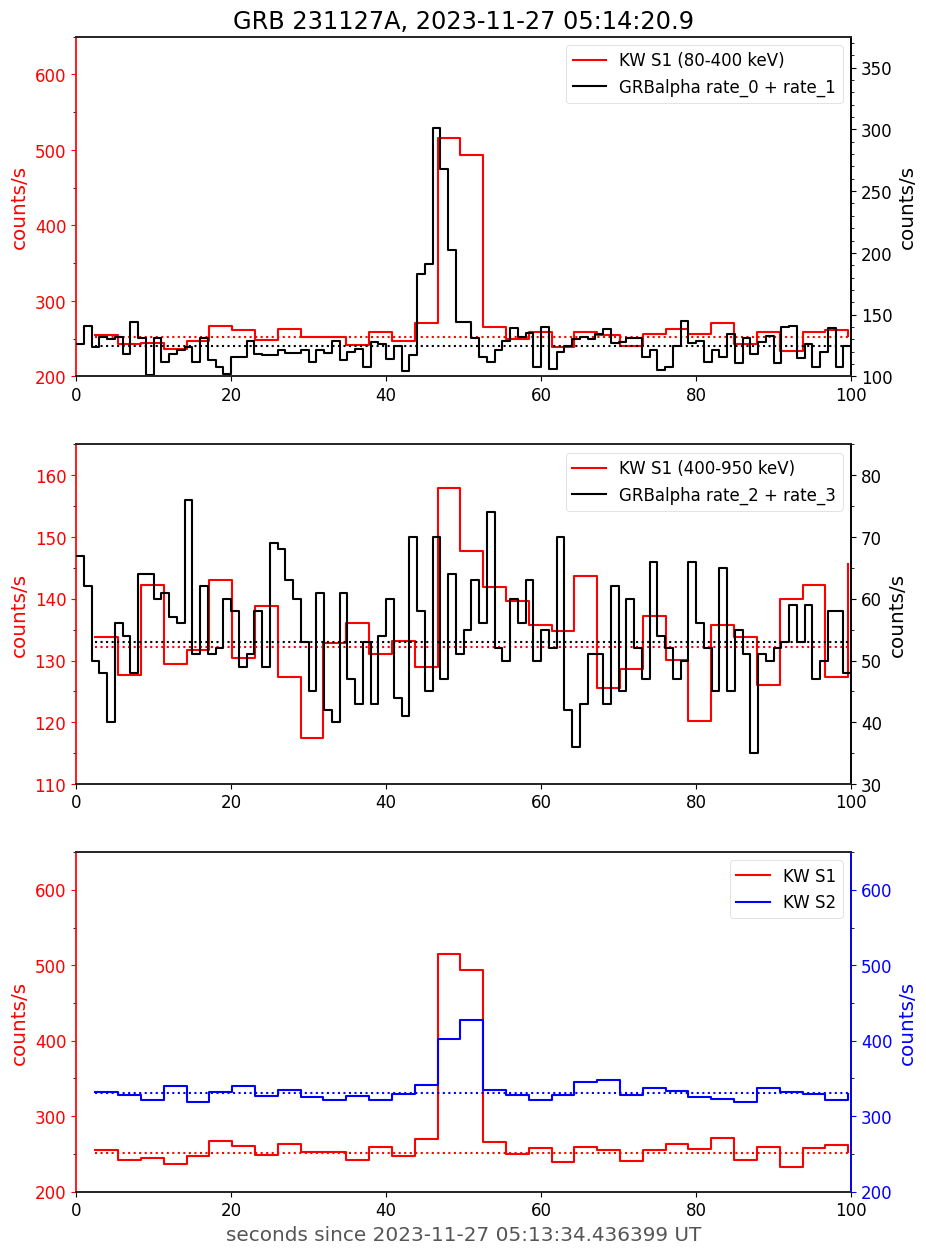 GRB 231127A, 2023-11-27 05:14:20.9
KW S1 (80-400 keV)
GRBalpha rate_0 + rate_1
counts/s
counts/s
600
500
400
300
200
350
300
250
200
150
100
0 20 40 60 80 100
KW S1 (400-950 keV)
GRBalpha rate_2 + rate_3
counts/s
counts/s
160
150
140
130
120
110
80
70
60
50
40
30
0 20 40 60 80 100
KW S1
KW S2
counts/s
counts/s
600
500
400
300
200
600
500
400
300
200
0 20 40 60 80 100
seconds since 2023-11-27 05:13:34.436399 UT